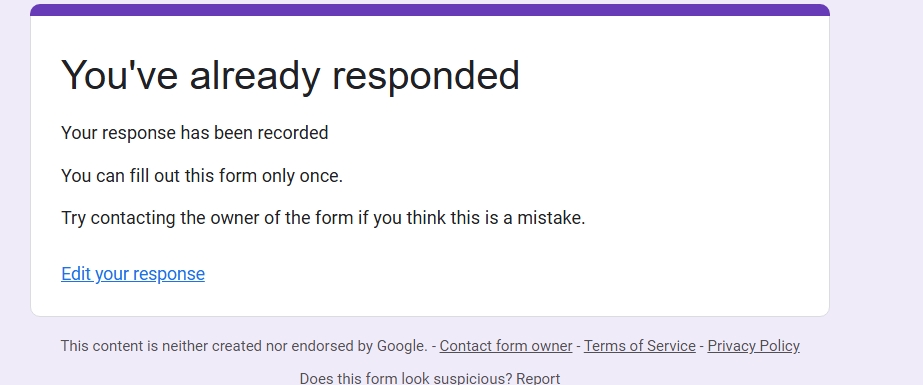 You've already responded
Your response has been recorded
You can fill out this form only once.
Try contacting the owner of the form if you think this is a mistake.
Edit your response
This content is neither created nor endorsed by Google. - Contact form owner - Terms of Service - Privacy Policy
Does this form look suspicious? Report